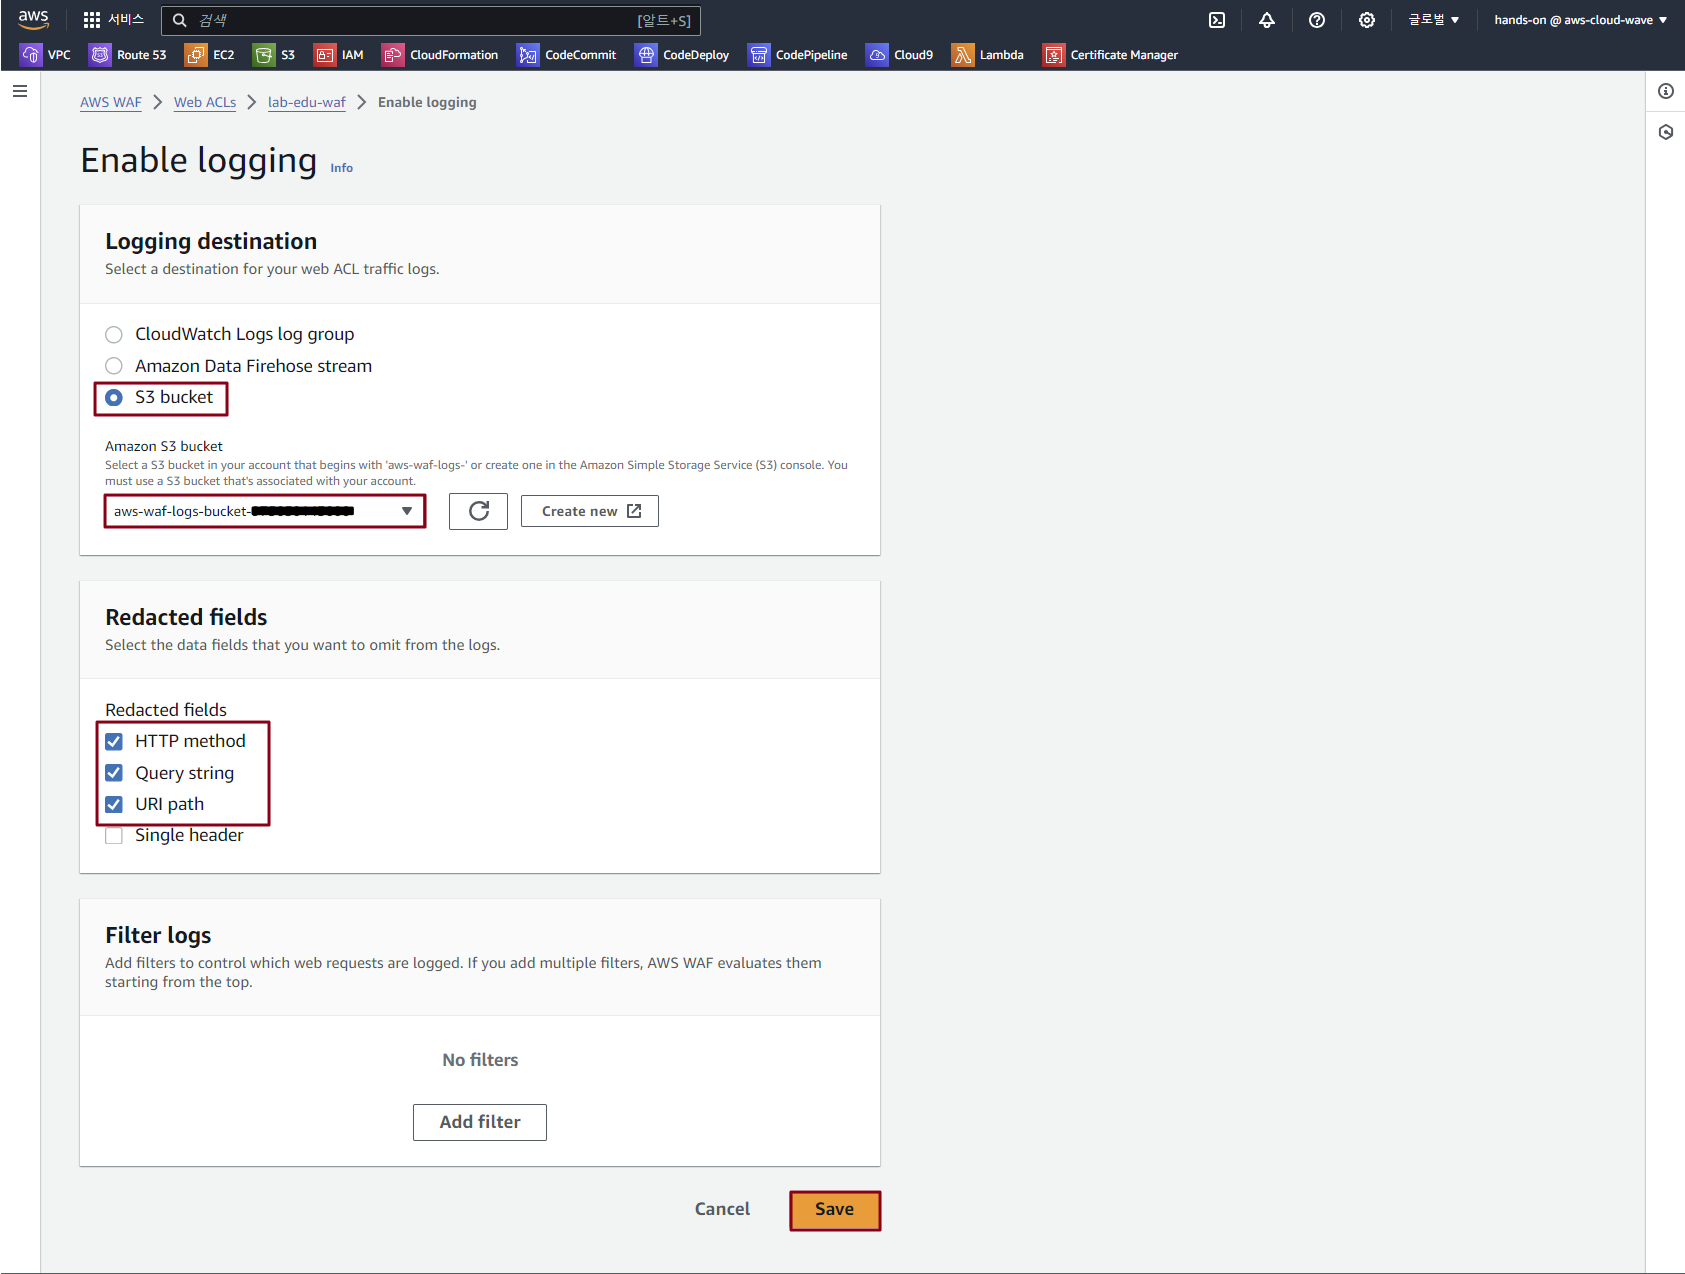 aws
서비스
검색
[알트+S]
글로벌
hands-on @ aws-cloud-wave
VPC
Route 53
EC2
S3
IAM
CloudFormation
CodeCommit
CodeDeploy
CodePipeline
Cloud9
Lambda
Certificate Manager
AWS WAF > Web ACLs > lab-edu-waf > Enable logging
Enable logging Info
Logging destination
Select a destination for your web ACL traffic logs.
CloudWatch Logs log group
Amazon Data Firehose stream
S3 bucket
Amazon S3 bucket
Select a S3 bucket in your account that begins with 'aws-waf-logs-' or create one in the Amazon Simple Storage Service (S3) console. You
must use a S3 bucket that's associated with your account.
aws-waf-logs-bucket-
Create new
Redacted fields
Select the data fields that you want to omit from the logs.
Redacted fields
HTTP method
Query string
URI path
Single header
Filter logs
Add filters to control which web requests are logged. If you add multiple filters, AWS WAF evaluates them
starting from the top.
No filters
Add filter
Cancel
Save